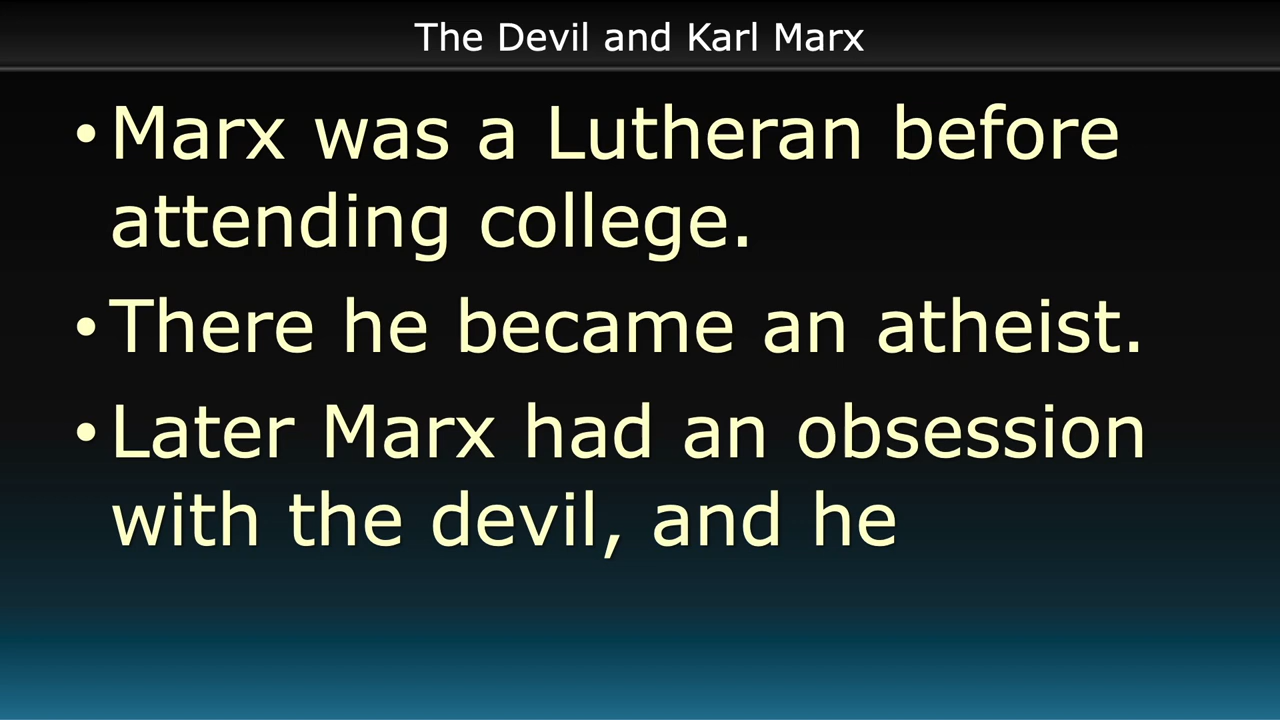 The Devil and Karl Marx
•Marx was a Lutheran before
attending college.
•There he became an atheist.
•Later Marx had an obsession
with the devil, and he